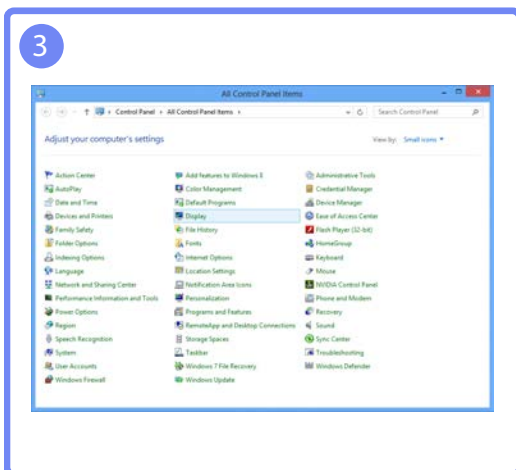 3
All Control Panel Items
Control Panel All Control Panel Items Search Control Panel
Adjust your computer's settings View by: Small icons
Action Center Add features to Windows 8 Administrative Tools
AutoPlay Color Management Credential Manager
Date and Time Default Programs Device Manager
Devices and Printers Display Ease of Access Center
Family Safety File History Flash Player (32-bit)
Folder Options Fonts HomeGroup
Indexing Options Internet Options Keyboard
Language Location Settings Mouse
Network and Sharing Center Notification Area Icons NVIDIA Control Panel
Performance Information and Tools Personalization Phone and Modem
Power Options Programs and Features Recovery
Region RemoteApp and Desktop Connections Sound
Speech Recognition Storage Spaces Sync Center
System Taskbar Troubleshooting
User Accounts Windows 7 File Recovery Windows Defender
Windows Firewall Windows Update